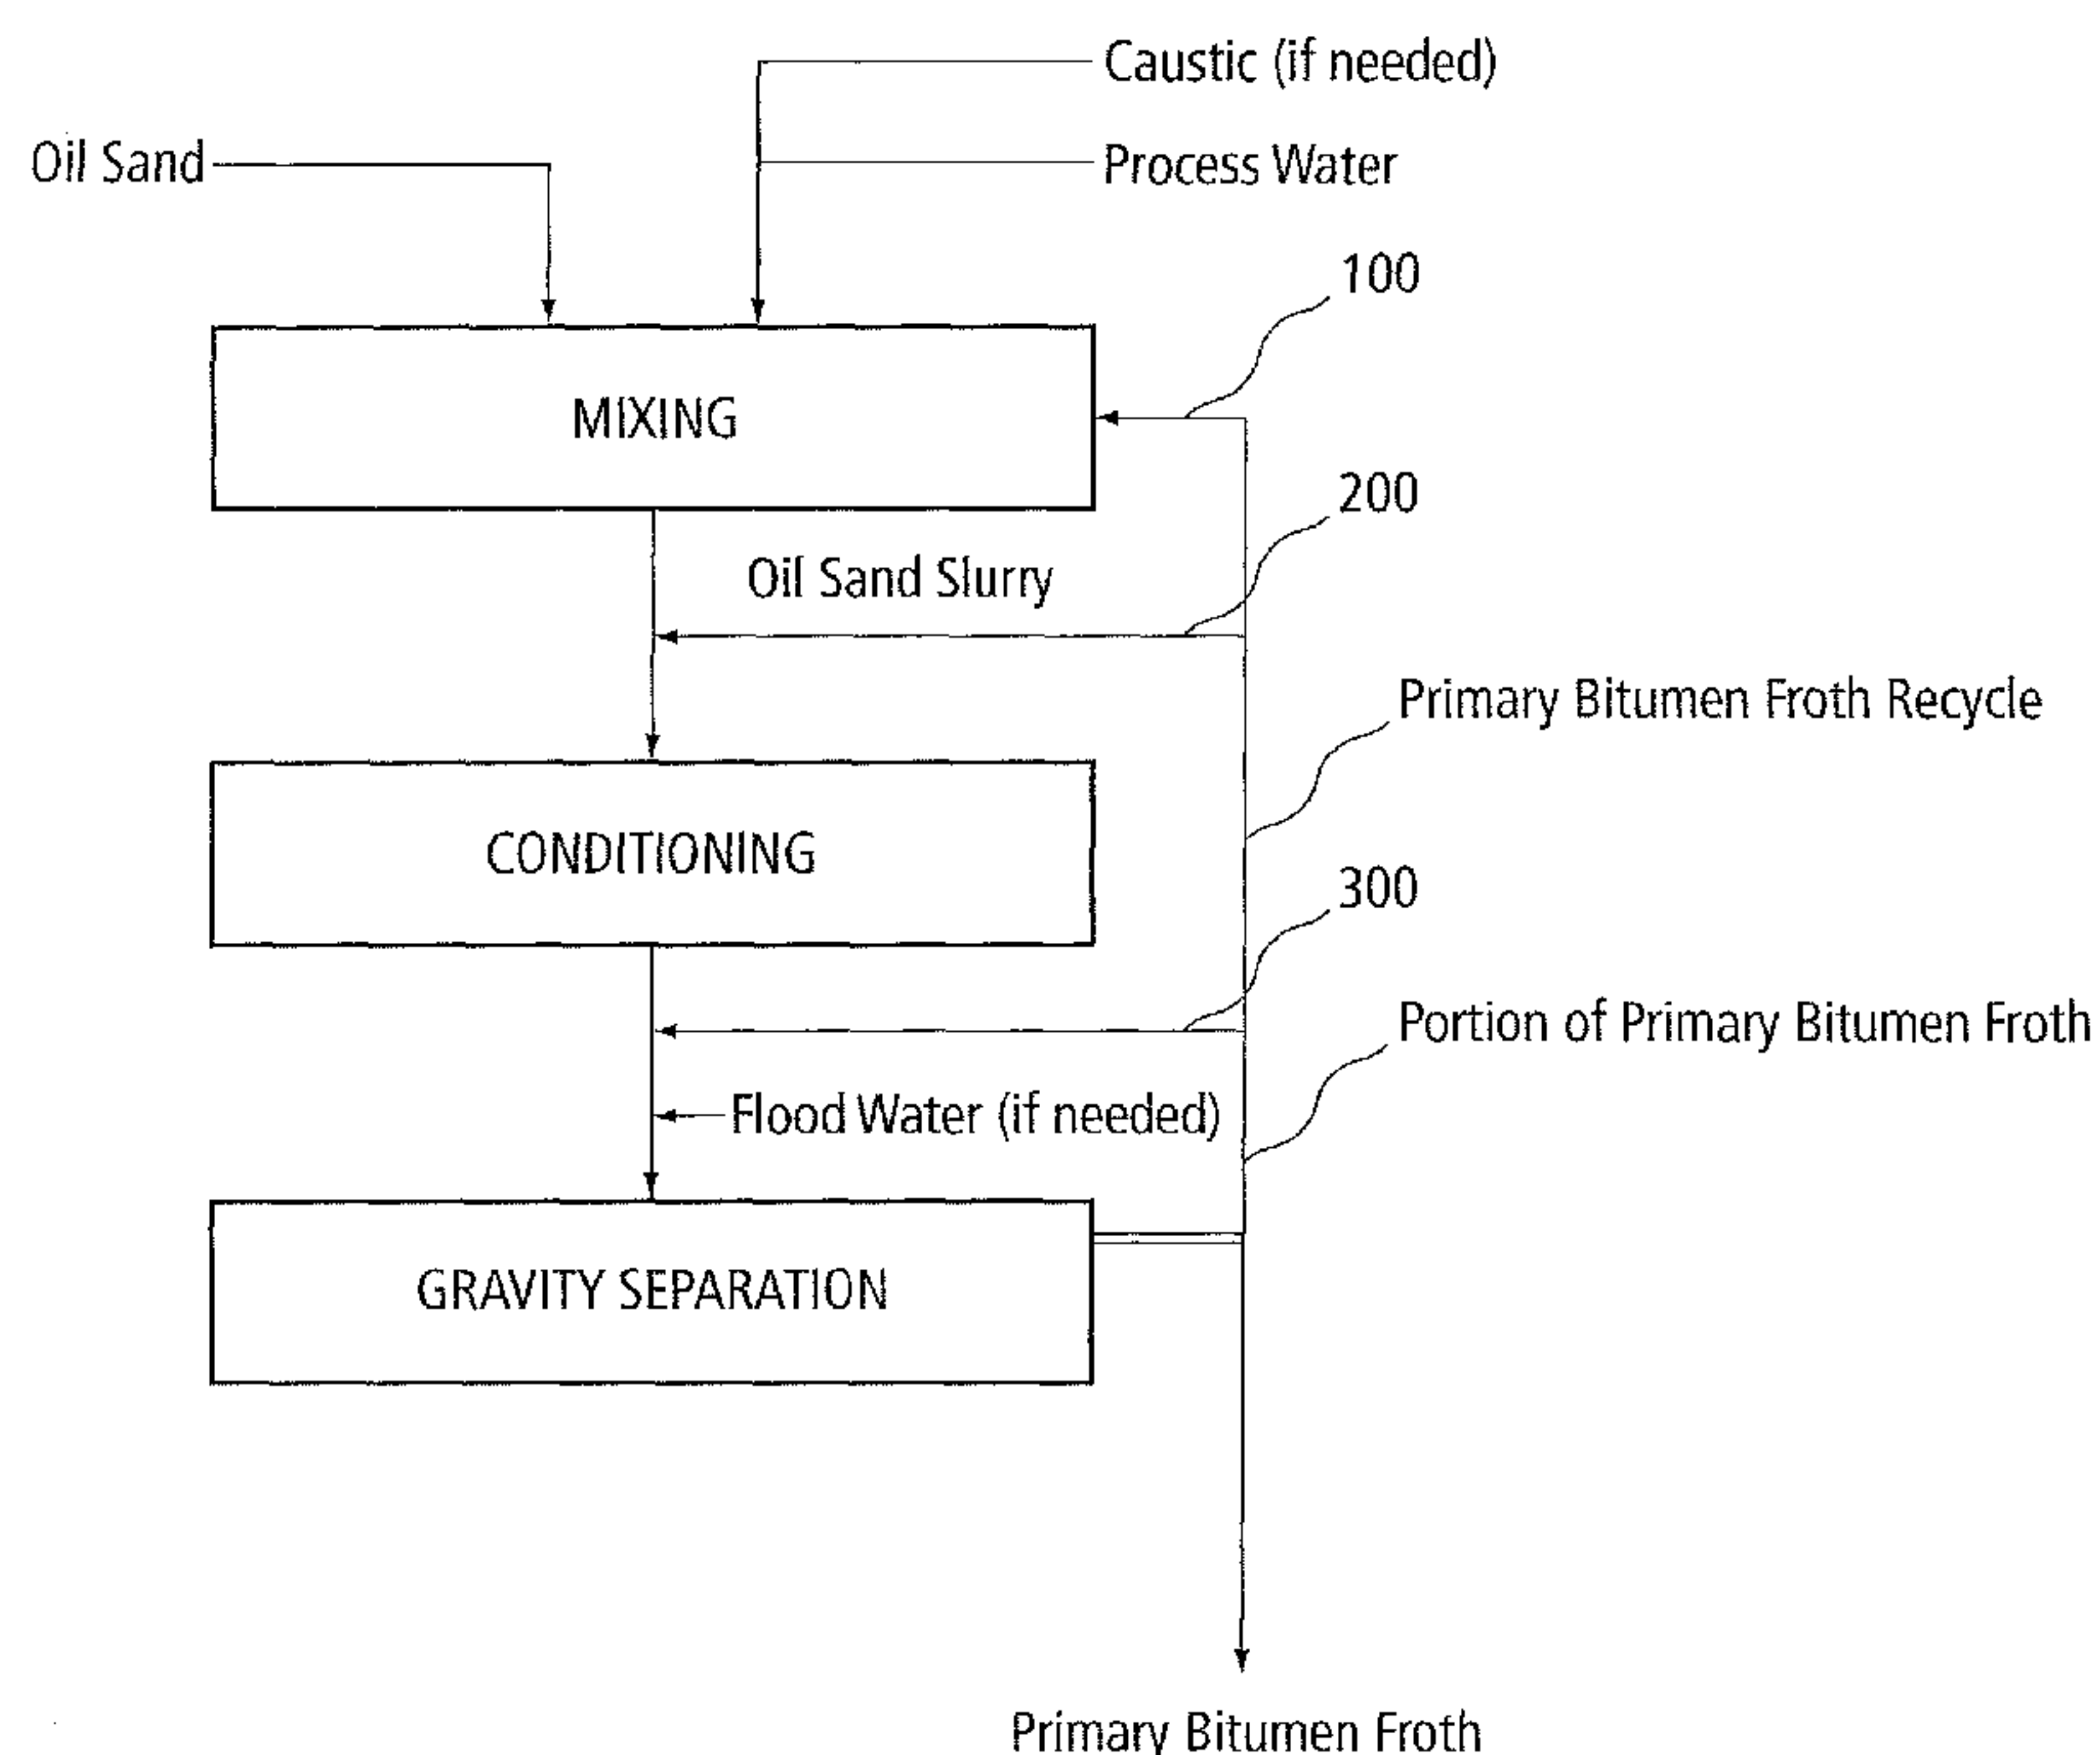 Caustic (if needed)
Oil Sand
Process Water
100
MIXING
200
Oil Sand Slurry
Primary Bitumen Froth Recycle
CONDITIONING
300
Portion of Primary Bitumen Froth
Flood Water (if needed)
GRAVITY SEPARATION
Primary Bitumen Froth